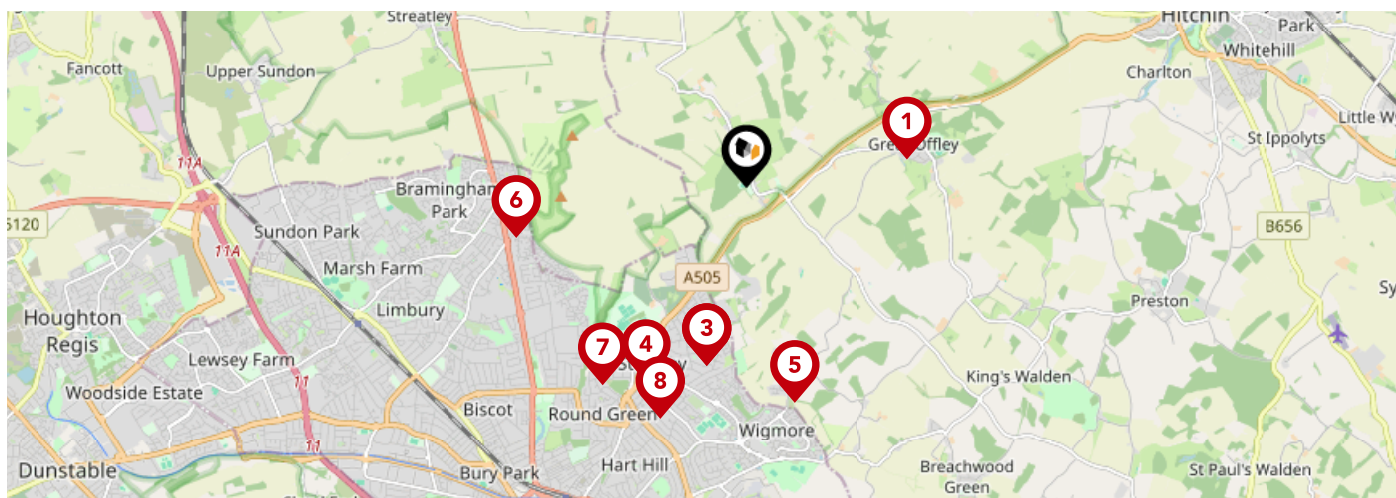 Streatley
Hitchin
Park
Whitehill
Fancott
Upper Sundon
Charlton
Little
11A
1
Great Offley
St Ippolyts
Bramingham
Park
6
5120
Sundon Park
B656
11A
Marsh Farm
A505
Houghton
Regis
Limbury
Preston
Sy
3
7
4
Lewsey Farm
5
8
King's Walden
11
Woodside Estate
Biscot
Round Green
Wigmore
11
Dunstable
Bury Park
Hart Hill
Breachwood
Green
St Paul's Walden